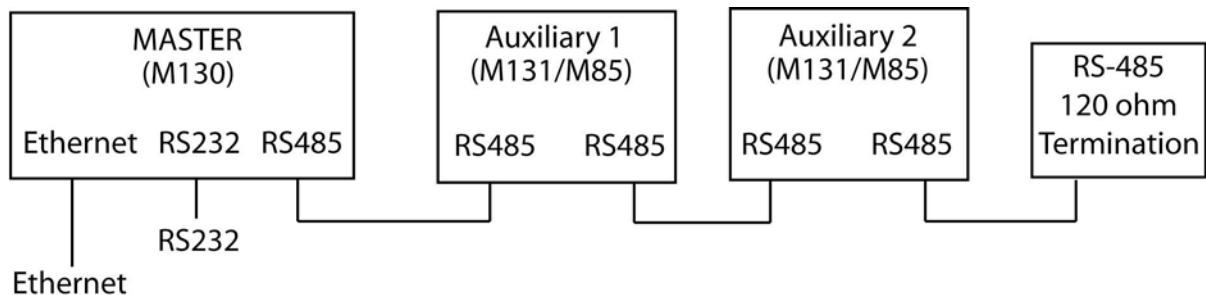 MASTER
(M130)
Ethernet RS232 RS485
Auxiliary 1
(M131/M85)
RS485 RS485
Auxiliary 2
(M131/M85)
RS485 RS485
RS-485
120 ohm
Termination
RS232
Ethernet